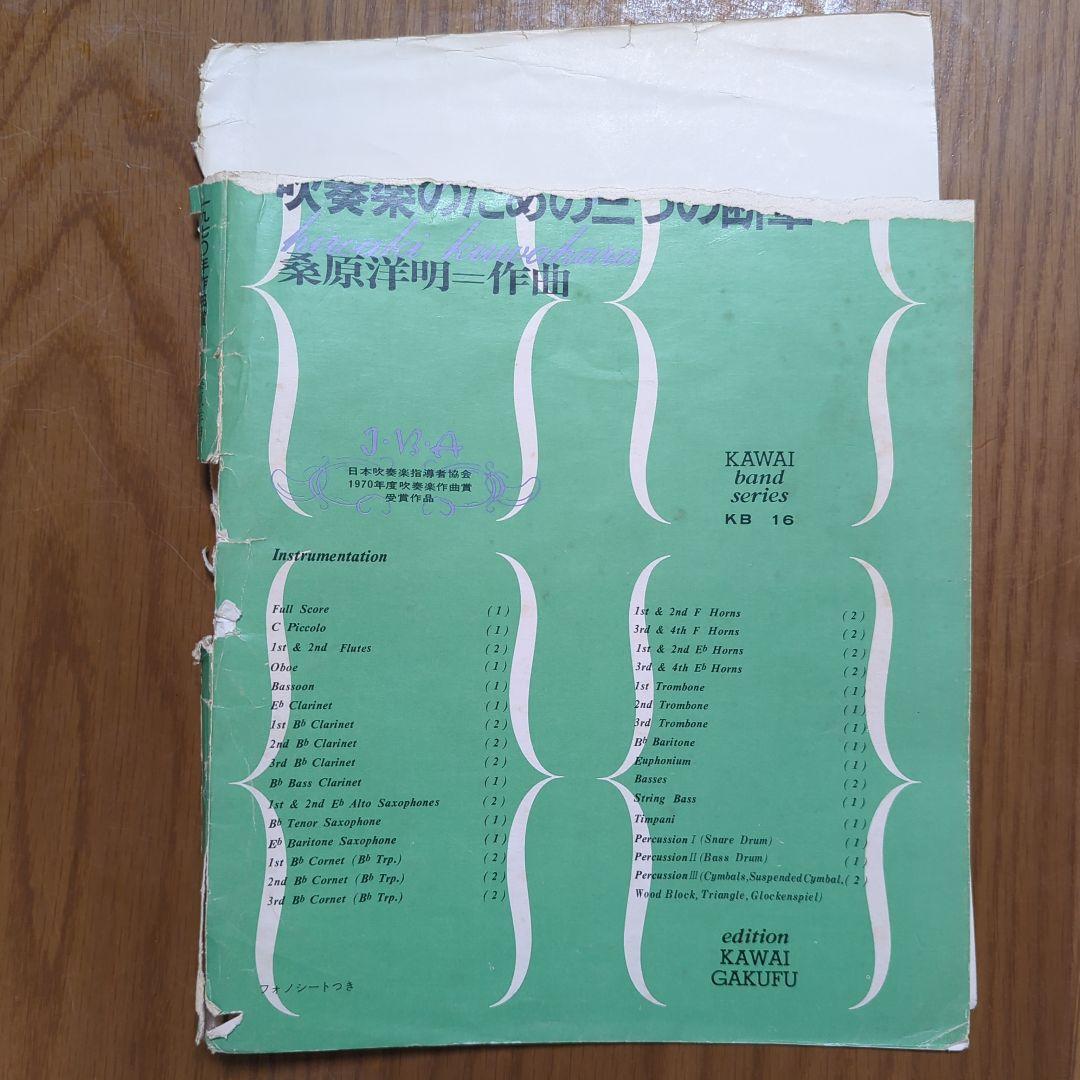 吹奏楽のための三つの断章
hiroaki kuwahara
桑原洋明=作曲
J・B・A
日本吹奏楽指導者協会
1970年度吹奏楽作曲賞
受賞作品
KAWAI
band
series
KB 16
Instrumentation
Full Score (1)
C Piccolo (1)
1st & 2nd Flutes (2)
Oboe (1)
Bassoon (1)
E♭ Clarinet (1)
1st B♭ Clarinet (2)
2nd B♭ Clarinet (2)
3rd B♭ Clarinet (2)
B♭ Bass Clarinet (1)
1st & 2nd E♭ Alto Saxophones (2)
B♭ Tenor Saxophone (1)
E♭ Baritone Saxophone (1)
1st B♭ Cornet (B♭ Trp.) (2)
2nd B♭ Cornet (B♭ Trp.) (2)
3rd B♭ Cornet (B♭ Trp.) (2)
1st & 2nd F Horns (2)
3rd & 4th F Horns (2)
1st & 2nd E♭ Horns (2)
3rd & 4th E♭ Horns (2)
1st Trombone (1)
2nd Trombone (1)
3rd Trombone (1)
B♭ Baritone (1)
Euphonium (1)
Basses (2)
String Bass (1)
Timpani (1)
Percussion I (Snare Drum) (1)
Percussion II (Bass Drum) (1)
Percussion III (Cymbals, Suspended Cymbal, (2)
Wood Block, Triangle, Glockenspiel)
edition
KAWAI
GAKUFU
フォノシートつき